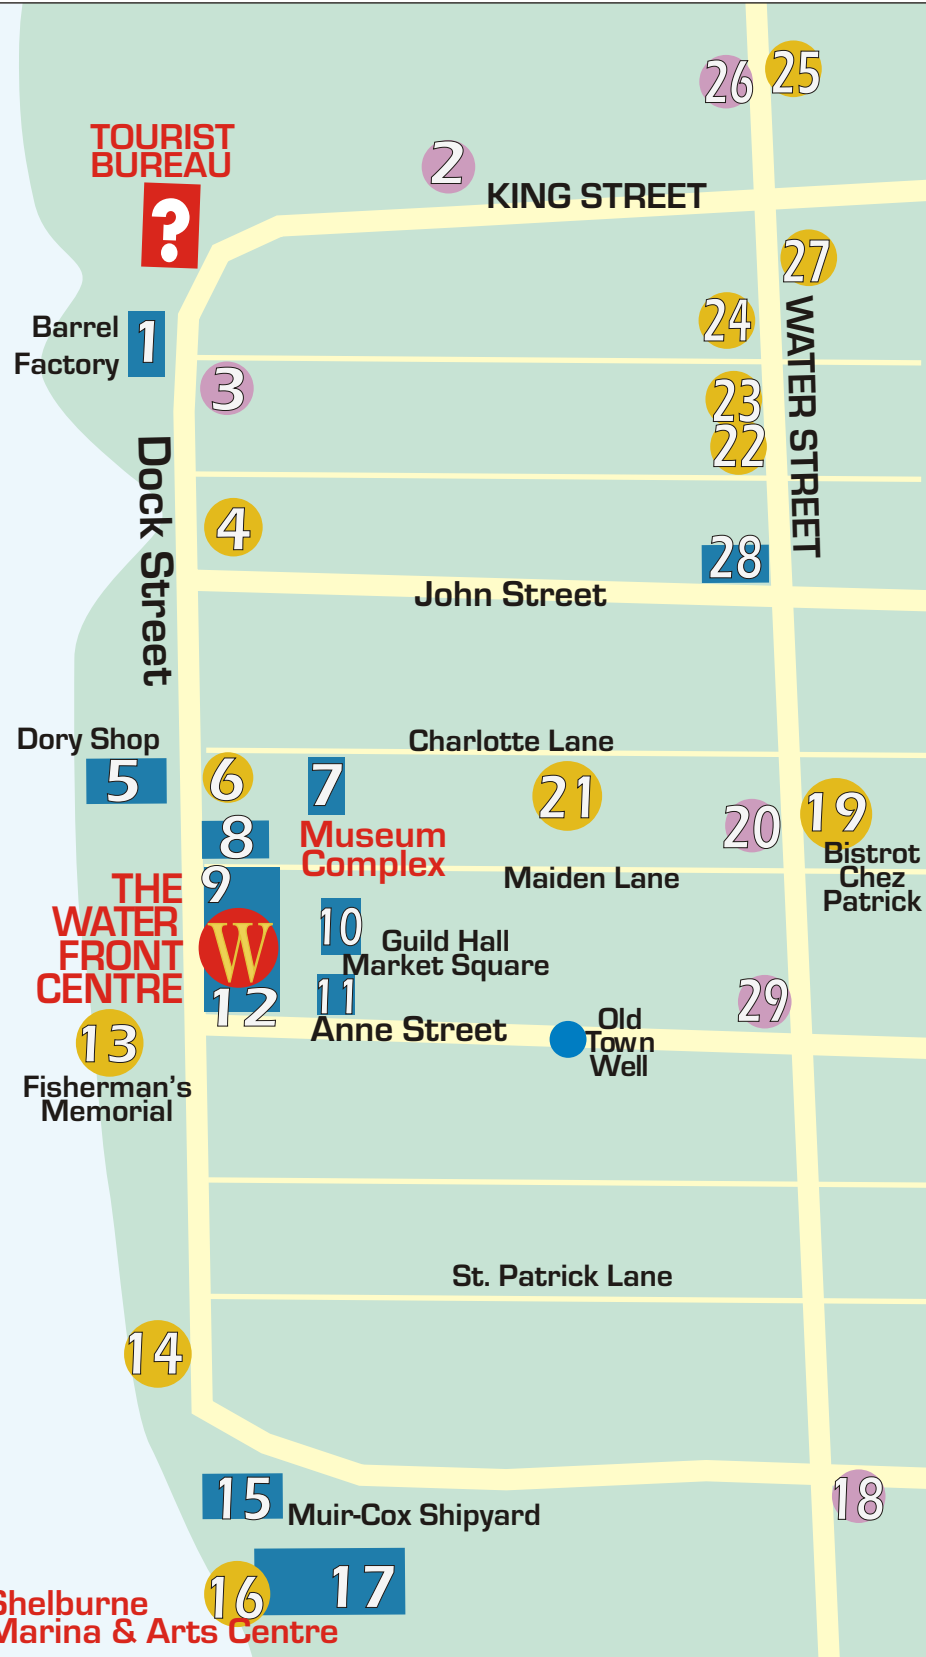 26
25
TOURIST
BUREAU
?
2
KING STREET
27
24
WATER STREET
Barrel
Factory
1
3
23
22
Dock Street
4
28
John Street
Dory Shop
5
Charlotte Lane
6
7
21
19
20
8
Museum
Complex
Bistrot
Chez
Patrick
Maiden Lane
9
THE
WATER
FRONT
CENTRE
W
12
10
Guild Hall
Market Square
11
29
Anne Street
Old
Town
Well
13
Fisherman's
Memorial
St. Patrick Lane
14
15
Muir-Cox Shipyard
18
16
17
Shelburne
Marina & Arts Centre